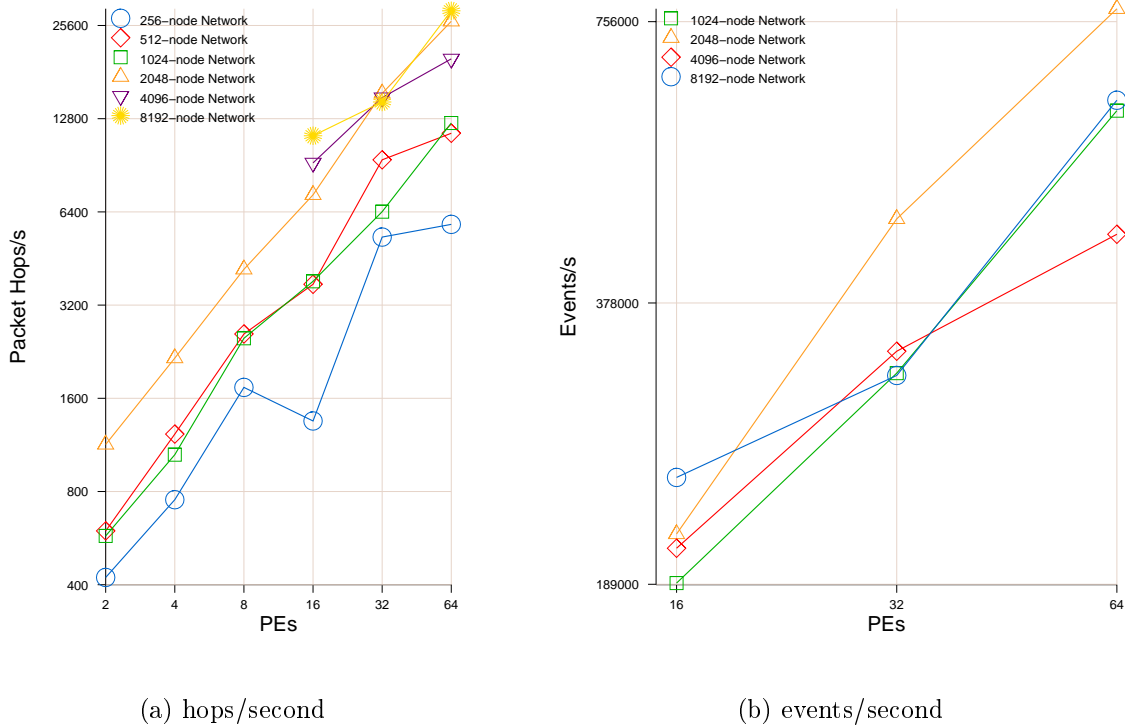 25600
12800
6400
3200
1600
800
400
Packet Hops/s
256-node Network
512-node Network
1024-node Network
2048-node Network
4096-node Network
8192-node Network
2 4 8 16 32 64
PEs
(a) hops/second
756000
378000
189000
Events/s
1024-node Network
2048-node Network
4096-node Network
8192-node Network
16 32 64
PEs
(b) events/second